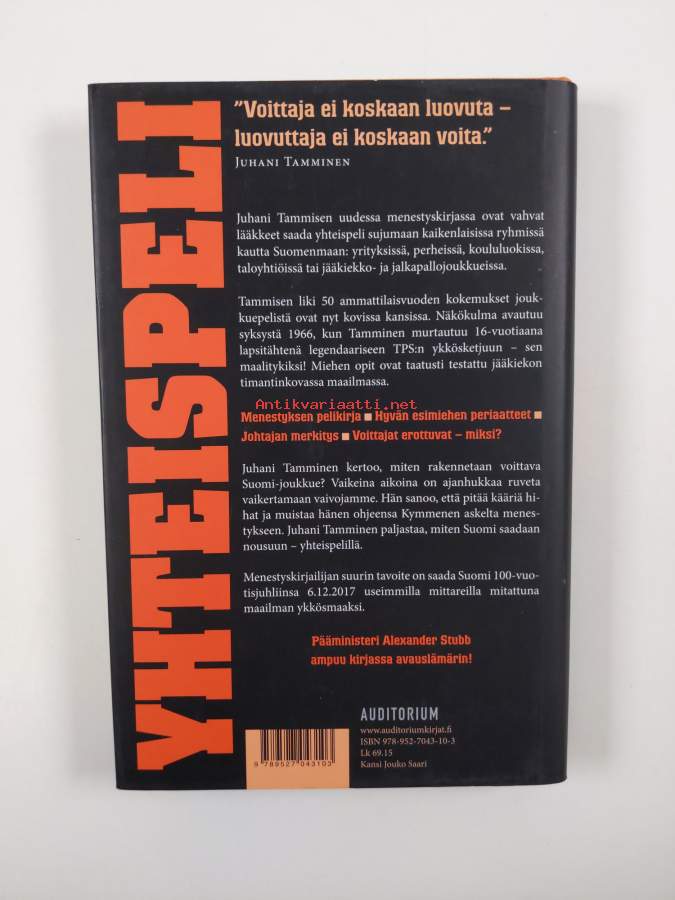 YHTEISPELI
"Voittaja ei koskaan luovuta –
luovuttaja ei koskaan voita."
Juhani Tamminen
Juhani Tammisen uudessa menestyskirjassa ovat vahvat
lääkkeet saada yhteispeli sujumaan kaikenlaisissa ryhmissä
kautta Suomenmaan: yrityksissä, perheissä, koululuokissa,
taloyhtiöissä tai jääkiekko- ja jalkapallojoukkueissa.
Tammisen liki 50 ammattilaisvuoden kokemukset jouk-
kuepelistä ovat nyt kovissa kansissa. Näkökulma avautuu
syksystä 1966, kun Tamminen murtautuu 16-vuotiaana
lapsitähtenä legendaariseen TPS:n ykkösketjuun – sen
maalitykiksi! Miehen opit ovat taatusti testattu jääkiekon
timantinkovassa maailmassa.
Antikvariaatti.net
Menestyksen pelikirja ■ Hyvän esimiehen periaatteet ■
Johtajan merkitys ■ Voittajat erottuvat – miksi?
Juhani Tamminen kertoo, miten rakennetaan voittava
Suomi-joukkue? Vaikeina aikoina on ajanhukkaa ruveta
vaikertamaan vaivojamme. Hän sanoo, että pitää kääriä hi-
hat ja muistaa hänen ohjeensa Kymmenen askelta menes-
tykseen. Juhani Tamminen paljastaa, miten Suomi saadaan
nousuun – yhteispelillä.
Menestyskirjailijan suurin tavoite on saada Suomi 100-vuo-
tisjuhliinsa 6.12.2017 useimmilla mittareilla mitattuna
maailman ykkösmaaksi.
Pääministeri Alexander Stubb
ampuu kirjassa avauslämärin!
AUDITORIUM
www.auditoriumkirjat.fi
ISBN 978-952-7043-10-3
Lk 69.15
Kansi Jouko Saari
9 789527 043103